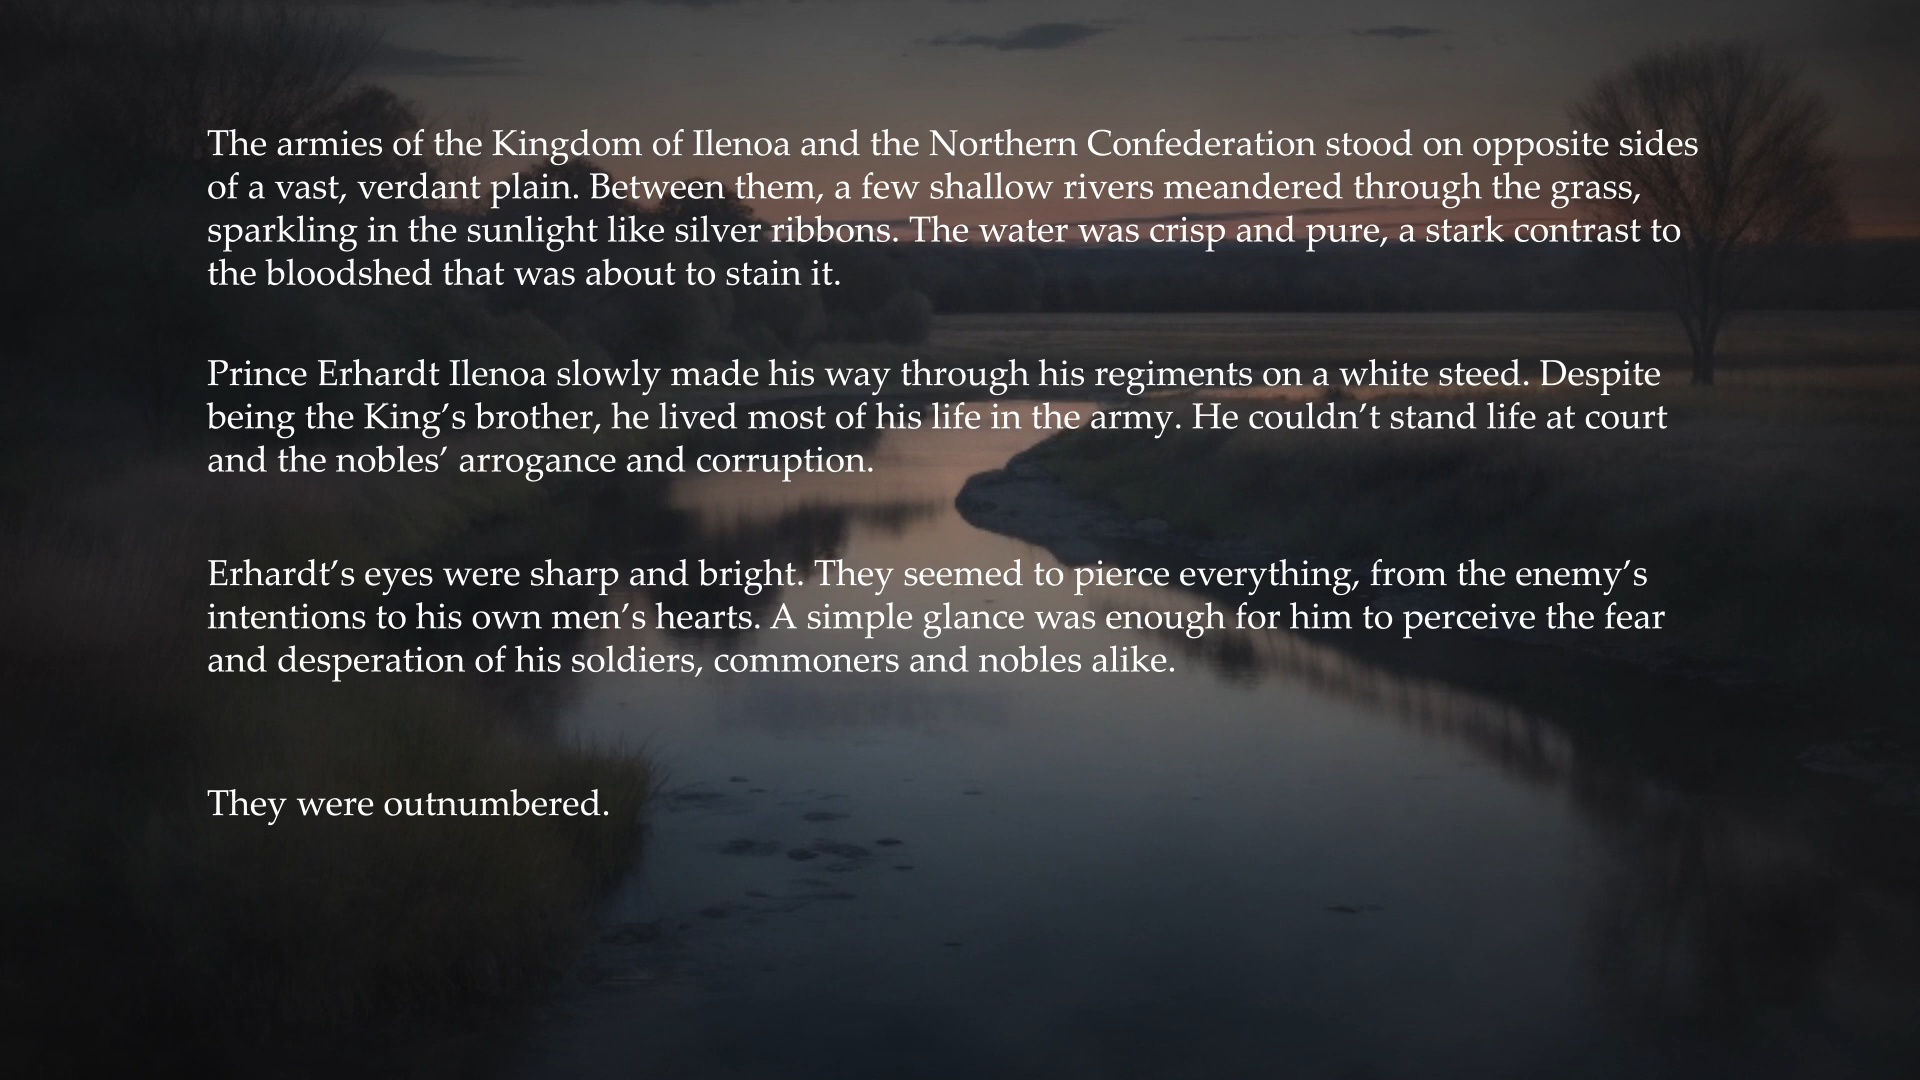 The armies of the Kingdom of Ilenoa and the Northern Confederation stood on opposite sides
of a vast, verdant plain. Between them, a few shallow rivers meandered through the grass,
sparkling in the sunlight like silver ribbons. The water was crisp and pure, a stark contrast to
the bloodshed that was about to stain it.
Prince Erhardt Ilenoa slowly made his way through his regiments on a white steed. Despite
being the King’s brother, he lived most of his life in the army. He couldn’t stand life at court
and the nobles’ arrogance and corruption.
Erhardt’s eyes were sharp and bright. They seemed to pierce everything, from the enemy’s
intentions to his own men’s hearts. A simple glance was enough for him to perceive the fear
and desperation of his soldiers, commoners and nobles alike.
They were outnumbered.